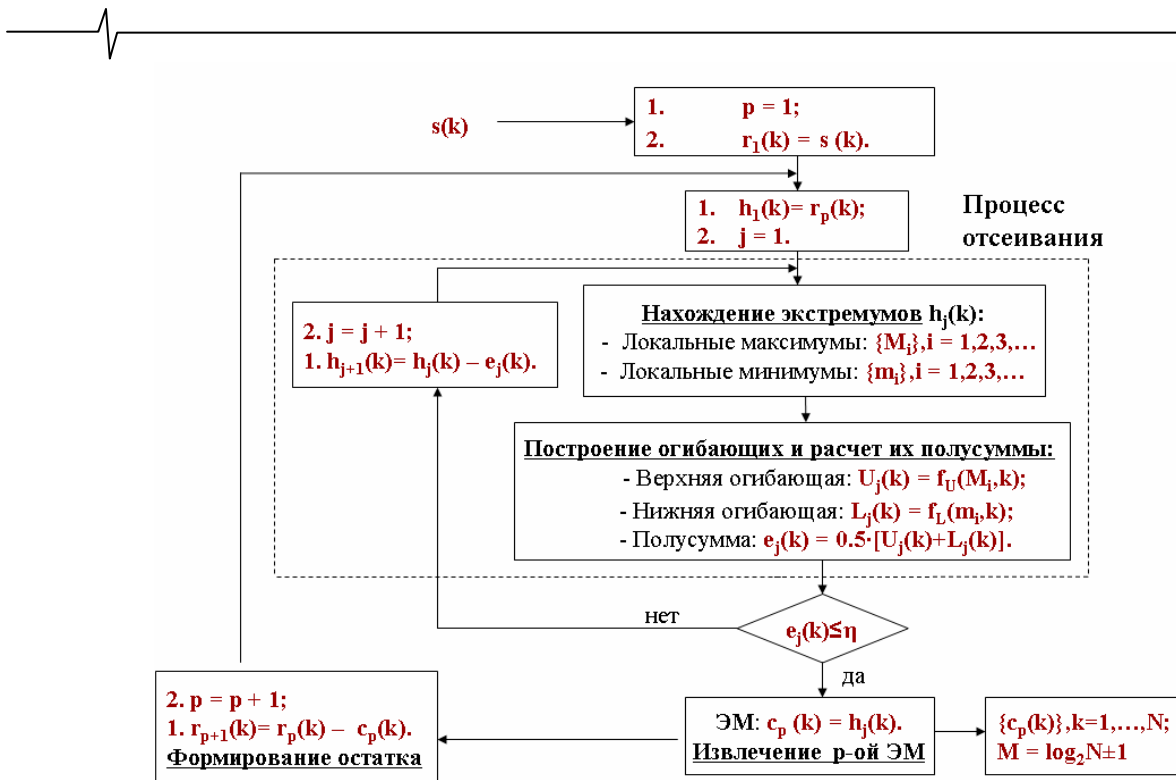 s(k)
1. p = 1;
2. r₁(k) = s (k).
1. h₁(k)= rₚ(k);
2. j = 1.
Процесс
отсеивания
2. j = j + 1;
1. hⱼ₊₁(k)= hⱼ(k) – eⱼ(k).
Нахождение экстремумов hⱼ(k):
- Локальные максимумы: {Mᵢ},i = 1,2,3,…
- Локальные минимумы: {mᵢ},i = 1,2,3,…
Построение огибающих и расчет их полусуммы:
- Верхняя огибающая: Uⱼ(k) = f_U(Mᵢ,k);
- Нижняя огибающая: Lⱼ(k) = f_L(mᵢ,k);
- Полусумма: eⱼ(k) = 0.5·[Uⱼ(k)+Lⱼ(k)].
нет
eⱼ(k)≤η
да
2. p = p + 1;
1. rₚ₊₁(k)= rₚ(k) – cₚ(k).
Формирование остатка
ЭМ: cₚ (k) = hⱼ(k).
Извлечение p-ой ЭМ
{cₚ(k)},k=1,…,N;
M = log₂N±1